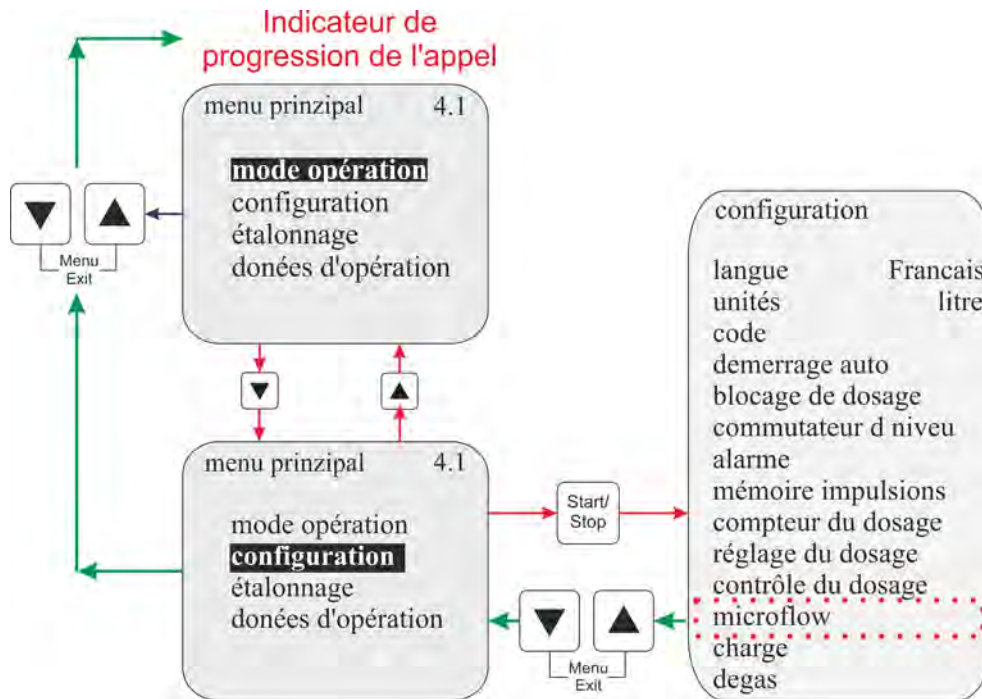 Indicateur de
progression de l'appel
menu prinzipal 4.1
mode opération
configuration
étalonnage
donées d'opération
Menu
Exit
menu prinzipal 4.1
mode opération
configuration
étalonnage
donées d'opération
Start/
Stop
Menu
Exit
configuration
langue Francais
unités litre
code
demerrage auto
blocage de dosage
commutateur d niveu
alarme
mémoire impulsions
compteur du dosage
réglage du dosage
contrôle du dosage
microflow
charge
degas